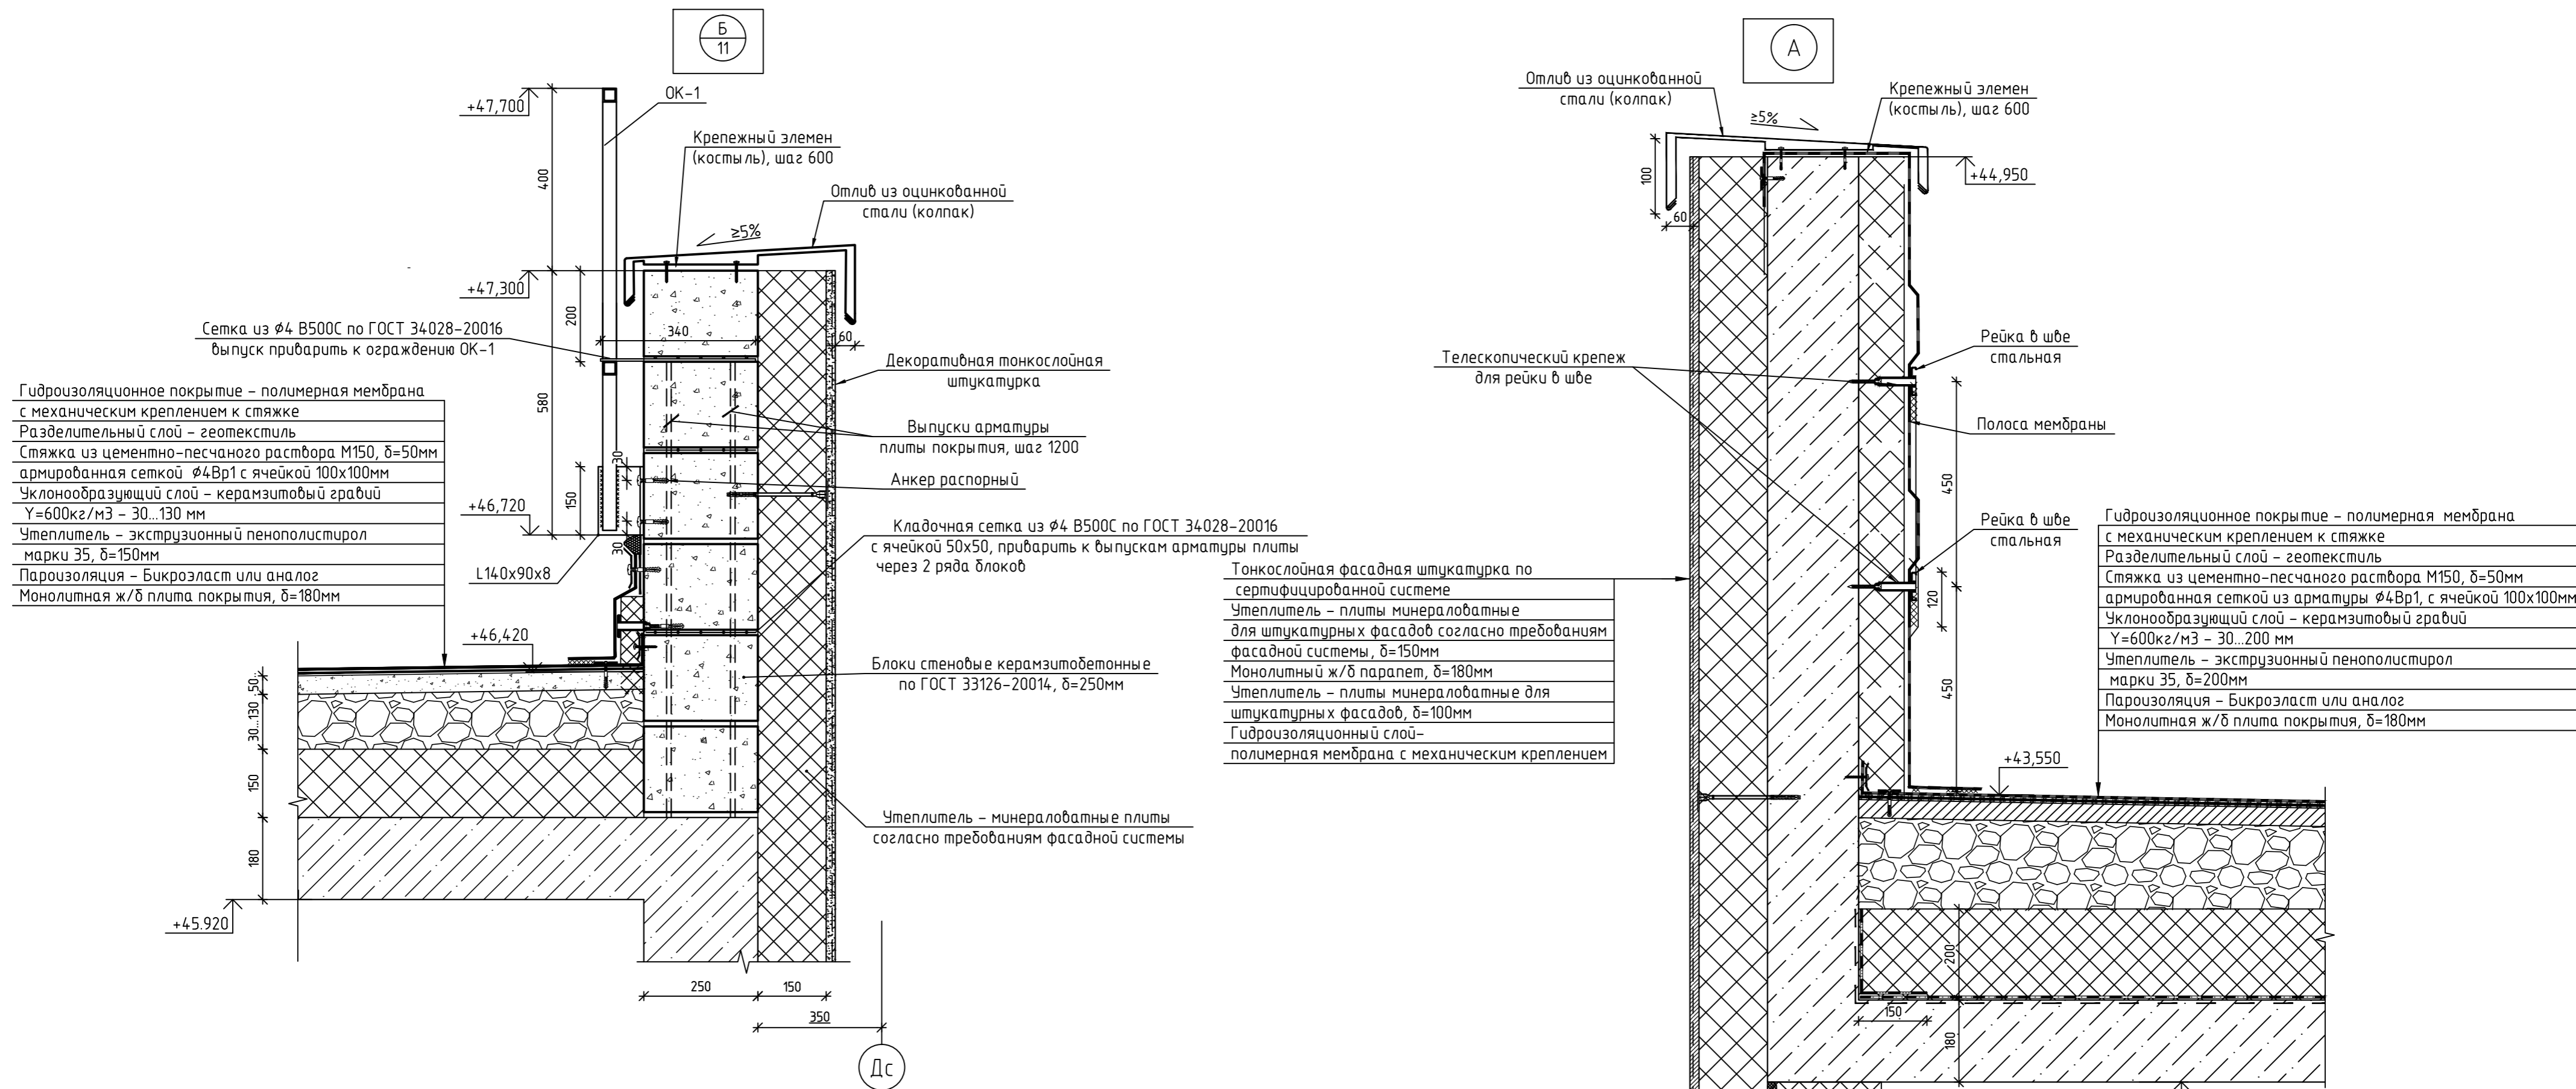 Б
11
+47,700
ОК-1
Крепежный элемен
(костыль), шаг 600
Отлив из оцинкованной
стали (колпак)
≥5%
400
+47,300
200
340
60
Сетка из ϕ4 В500С по ГОСТ 34028-20016
выпуск приварить к ограждению ОК-1
Декоративная тонкослойная
штукатурка
580
Гидроизоляционное покрытие – полимерная мембрана
с механическим креплением к стяжке
Разделительный слой – геотекстиль
Стяжка из цементно-песчаного раствора М150, δ=50мм
армированная сеткой ϕ4Вр1 с ячейкой 100х100мм
Уклонообразующий слой – керамзитовый гравий
Y=600кг/м3 – 30...130 мм
Утеплитель – экструзионный пенополистирол
марки 35, δ=150мм
Пароизоляция – Бикроэласт или аналог
Монолитная ж/б плита покрытия, δ=180мм
Выпуски арматуры
плиты покрытия, шаг 1200
30
150
Анкер распорный
+46,720
Кладочная сетка из ϕ4 В500С по ГОСТ 34028-20016
с ячейкой 50х50, приварить к выпускам арматуры плиты
через 2 ряда блоков
30
L140х90х8
+46,420
Блоки стеновые керамзитобетонные
по ГОСТ 33126-20014, δ=250мм
50
30...130
150
180
Утеплитель – минераловатные плиты
согласно требованиям фасадной системы
+45.920
250
150
350
Дс
А
Отлив из оцинкованной
стали (колпак)
Крепежный элемен
(костыль), шаг 600
≥5%
100
60
+44,950
Телескопический крепеж
для рейки в шве
Рейка в шве
стальная
Полоса мембраны
450
Рейка в шве
стальная
120
450
Тонкослойная фасадная штукатурка по
сертифицированной системе
Утеплитель – плиты минераловатные
для штукатурных фасадов согласно требованиям
фасадной системы, δ=150мм
Монолитный ж/б парапет, δ=180мм
Утеплитель – плиты минераловатные для
штукатурных фасадов, δ=100мм
Гидроизоляционный слой-
полимерная мембрана с механическим креплением
Гидроизоляционное покрытие – полимерная мембрана
с механическим креплением к стяжке
Разделительный слой – геотекстиль
Стяжка из цементно-песчаного раствора М150, δ=50мм
армированная сеткой из арматуры ϕ4Вр1, с ячейкой 100х100мм
Уклонообразующий слой – керамзитовый гравий
Y=600кг/м3 – 30...200 мм
Утеплитель – экструзионный пенополистирол
марки 35, δ=200мм
Пароизоляция – Бикроэласт или аналог
Монолитная ж/б плита покрытия, δ=180мм
+43,550
200
150
180